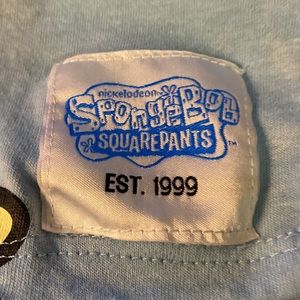 nickelodeon
SpongeBob
SQUAREPANTS
EST. 1999